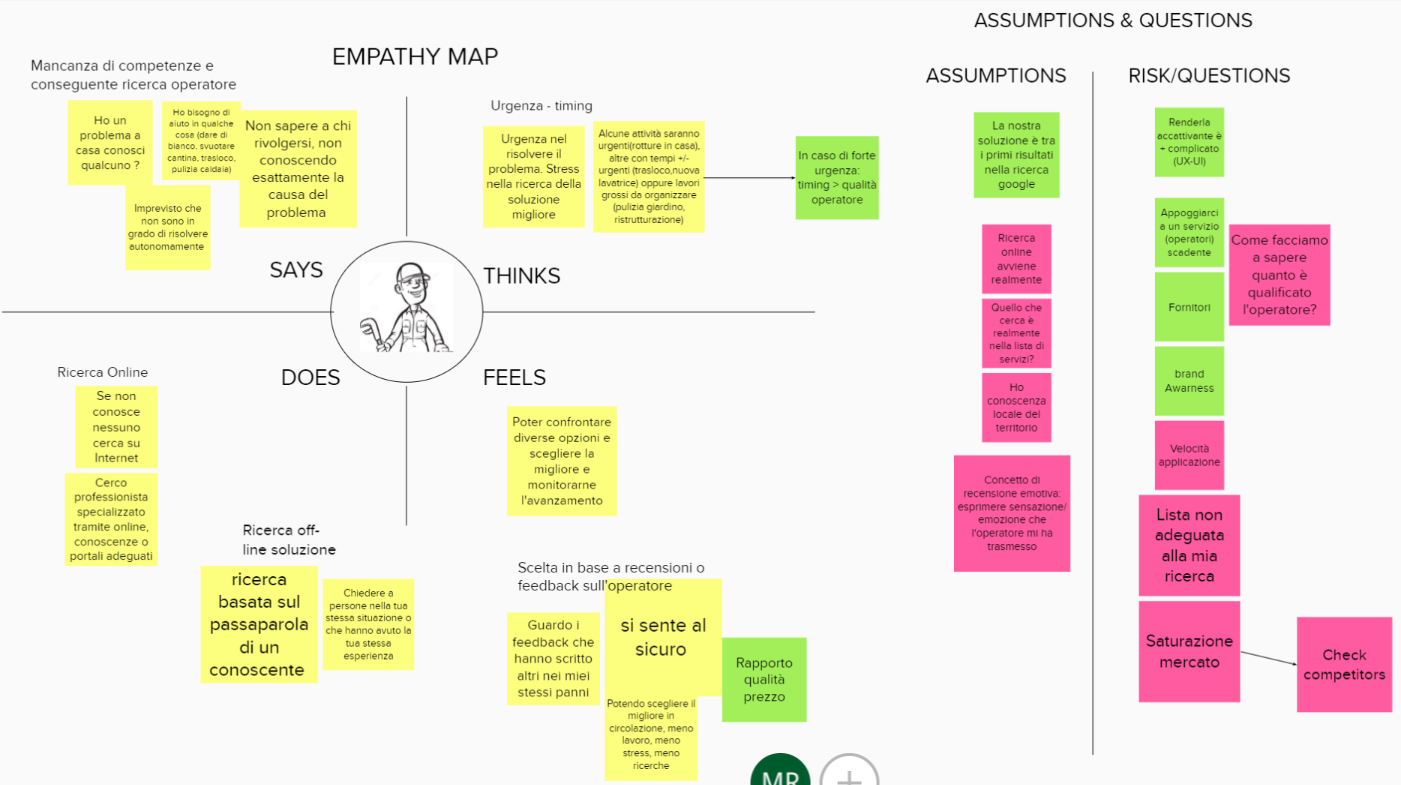 ASSUMPTIONS & QUESTIONS
EMPATHY MAP
Mancanza di competenze e
conseguente ricerca operatore
Ho un
problema a
casa conosci
qualcuno ?
Ho bisogno di
aiuto in qualche
cosa (dare di
bianco, svuotare
cantina, trasloco,
pulizia caldaia)
Non sapere a chi
rivolgersi, non
conoscendo
esattamente la
causa del
problema
Imprevisto che
non sono in
grado di risolvere
autonomamente
SAYS
Urgenza - timing
Urgenza nel
risolvere il
problema. Stress
nella ricerca della
soluzione
migliore
Alcune attività saranno
urgenti(rotture in casa),
altre con tempi +/-
urgenti (trasloco,nuova
lavatrice) oppure lavori
grossi da organizzare
(pulizia giardino,
ristrutturazione)
In caso di forte
urgenza:
timing > qualità
operatore
THINKS
DOES
Ricerca Online
Se non
conosce
nessuno
cerca su
Internet
Cerco
professionista
specializzato
tramite online,
conoscenze o
portali adeguati
Ricerca off-
line soluzione
ricerca
basata sul
passaparola
di un
conoscente
Chiedere a
persone nella tua
stessa situazione o
che hanno avuto la
tua stessa
esperienza
FEELS
Poter confrontare
diverse opzioni e
scegliere la
migliore e
monitorarne
l'avanzamento
Scelta in base a recensioni o
feedback sull'operatore
Guardo i
feedback che
hanno scritto
altri nei miei
stessi panni
si sente al
sicuro
Potendo scegliere il
migliore in
circolazione, meno
lavoro, meno
stress, meno
ricerche
Rapporto
qualità
prezzo
ASSUMPTIONS
La nostra
soluzione è tra
i primi risultati
nella ricerca
google
Ricerca
online
avviene
realmente
Quello che
cerca è
realmente
nella lista di
servizi?
Ho
conoscenza
locale del
territorio
Concetto di
recensione emotiva:
esprimere sensazione/
emozione che
l'operatore mi ha
trasmesso
RISK/QUESTIONS
Renderla
accattivante è
+ complicato
(UX-UI)
Appoggiarci
a un servizio
(operatori)
scadente
Come facciamo
a sapere
quanto è
qualificato
l'operatore?
Fornitori
brand
Awarness
Velocità
applicazione
Lista non
adeguata
alla mia
ricerca
Saturazione
mercato
Check
competitors
MR